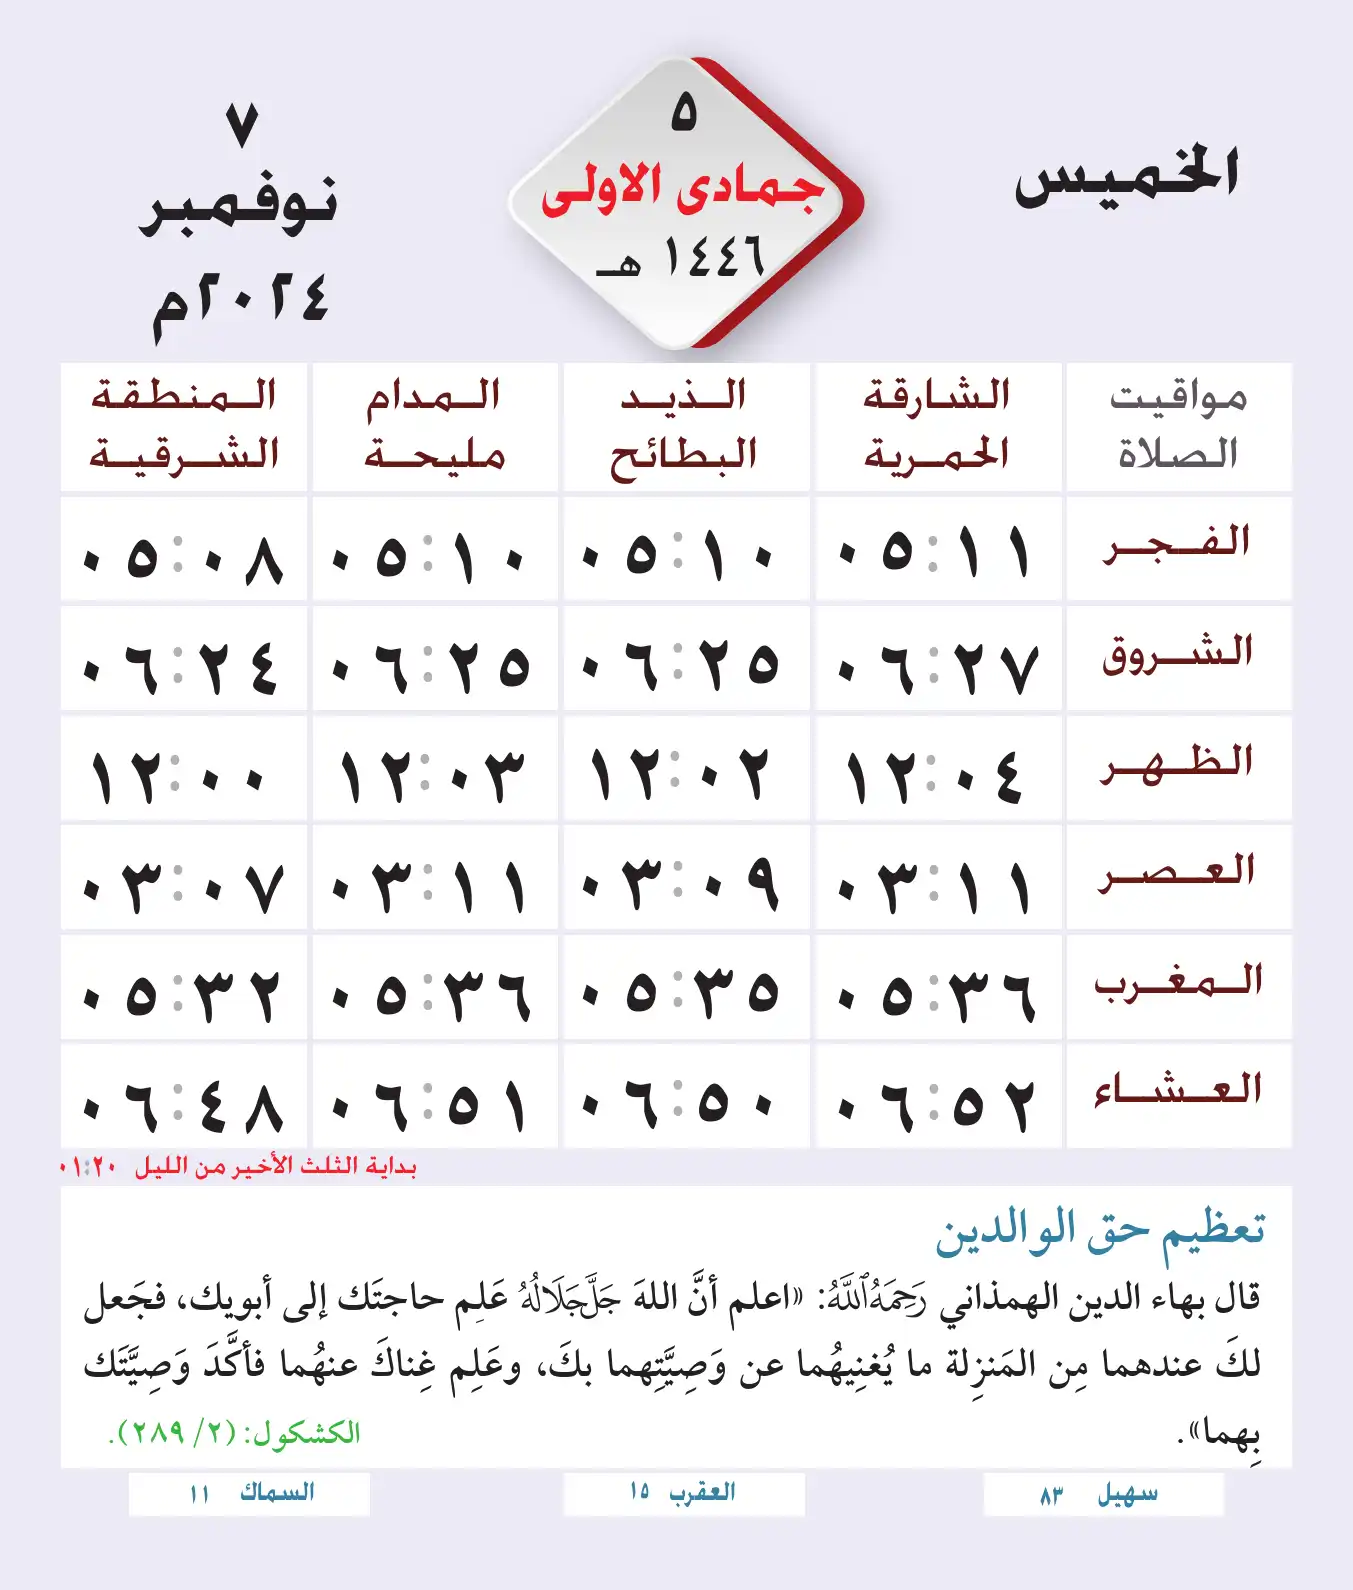 الخميس
٥
جمادى الاولى
١٤٤٦ هـ
٧
نوفمبر
٢٠٢٤م
مواقيت الصلاة
الشارقة الحمرية
الذيد البطائح
المدام مليحة
المنطقة الشرقية
الفجر ٠٥:١١ ٠٥:١٠ ٠٥:١٠ ٠٥:٠٨
الشروق ٠٦:٢٧ ٠٦:٢٥ ٠٦:٢٥ ٠٦:٢٤
الظهر ١٢:٠٤ ١٢:٠٢ ١٢:٠٣ ١٢:٠٠
العصر ٠٣:١١ ٠٣:٠٩ ٠٣:١١ ٠٣:٠٧
المغرب ٠٥:٣٦ ٠٥:٣٥ ٠٥:٣٦ ٠٥:٣٢
العشاء ٠٦:٥٢ ٠٦:٥٠ ٠٦:٥١ ٠٦:٤٨
بداية الثلث الأخير من الليل ٠١:٢٠
تعظيم حق الوالدين
قال بهاء الدين الهمذاني رَحِمَهُ ٱللَّهُ: «اعلم أنَّ اللهَ جَلَّ جَلَالُهُ عَلِم حاجتَك إلى أبويك، فجَعل
لكَ عندهما مِن المَنزِلة ما يُغنِيهُما عن وَصِيَّتِهما بكَ، وعَلِم غِناكَ عنهُما فأكَّدَ وَصِيَّتَك
بِهما».
الكشكول: (٢/ ٢٨٩).
سهيل ٨٣
العقرب ١٥
السماك ١١